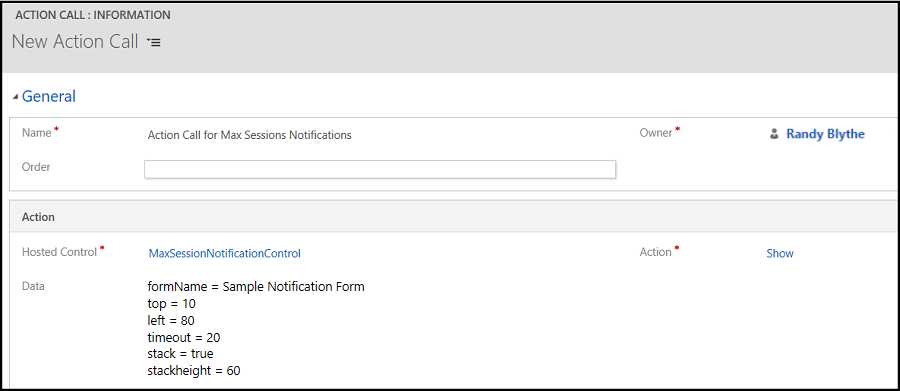 ACTION CALL : INFORMATION
New Action Call
General
Name * Action Call for Max Sessions Notifications Owner * Randy Blythe
Order
Action
Hosted Control * MaxSessionNotificationControl Action * Show
Data formName = Sample Notification Form
top = 10
left = 80
timeout = 20
stack = true
stackheight = 60